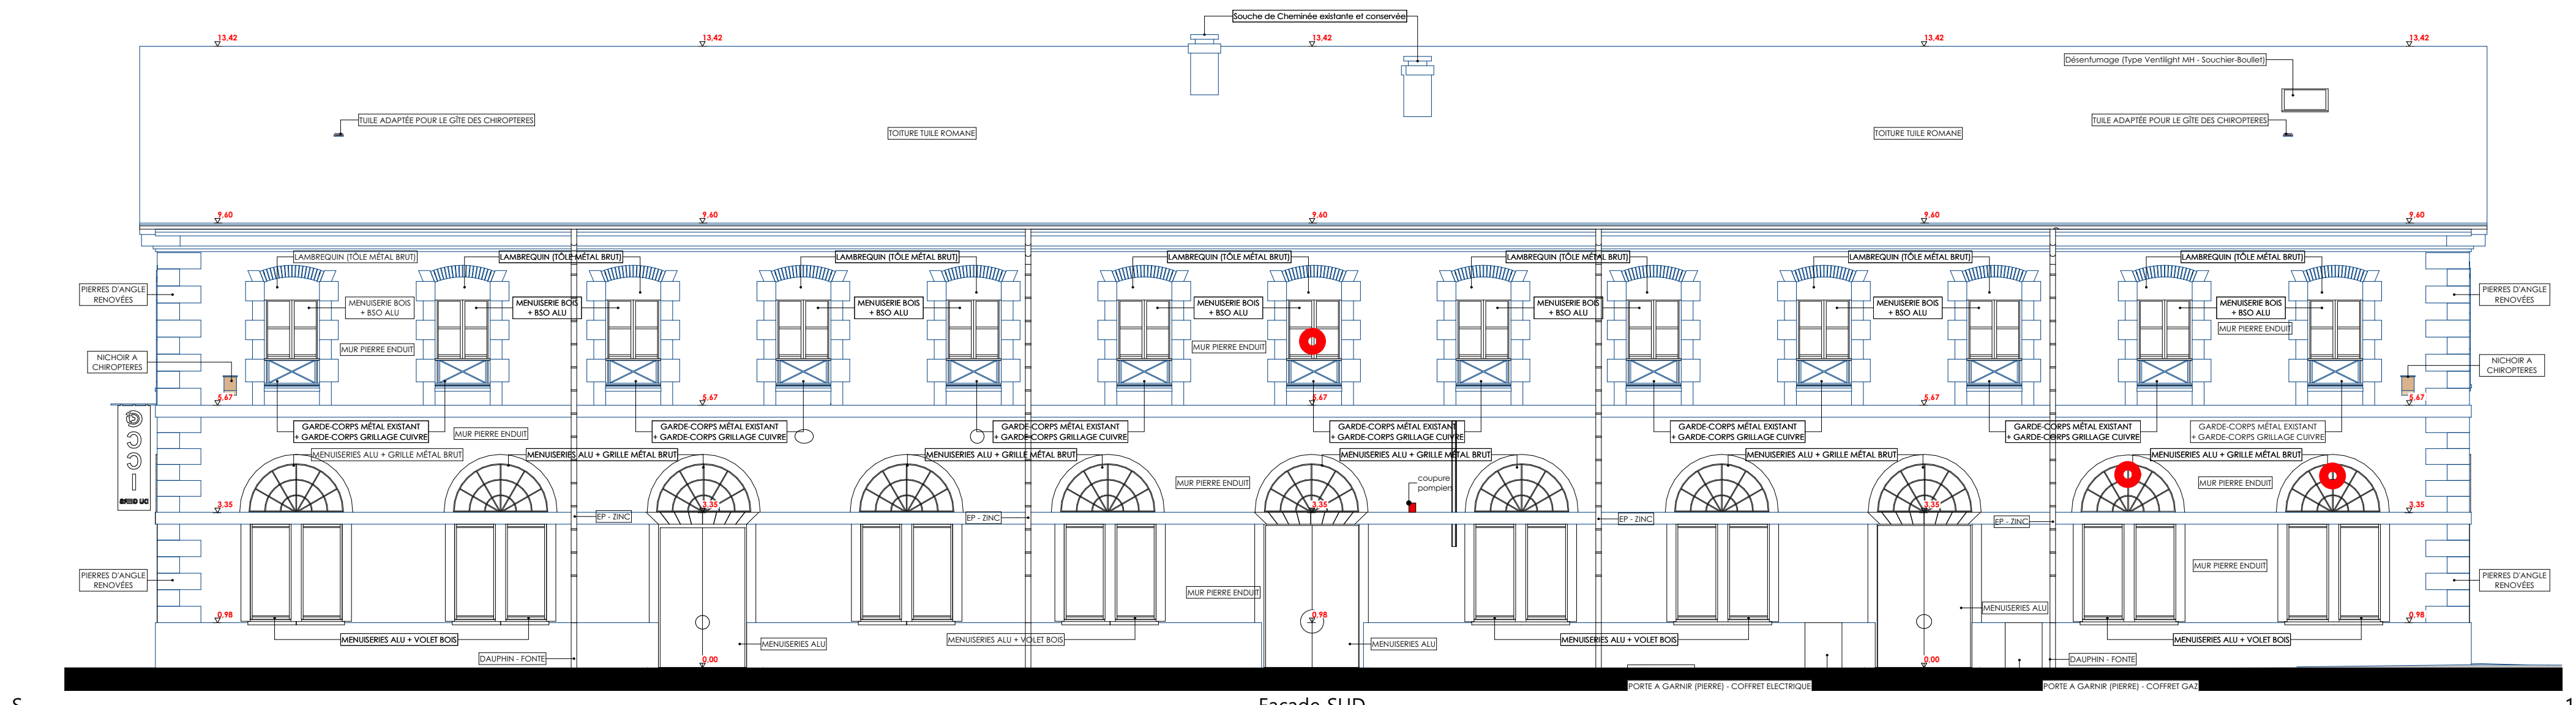 Souche de Cheminée existante et conservée
13,42 13,42 13,42 13,42 13,42
Désenfumage (Type Ventilight MH - Souchier-Boullet)
TUILE ADAPTÉE POUR LE GÎTE DES CHIROPTERES
TUILE ADAPTÉE POUR LE GÎTE DES CHIROPTERES
TOITURE TUILE ROMANE
TOITURE TUILE ROMANE
9,60 9,60 9,60 9,60 9,60
LAMBREQUIN (TÔLE MÉTAL BRUT)
LAMBREQUIN (TÔLE MÉTAL BRUT)
LAMBREQUIN (TÔLE MÉTAL BRUT)
LAMBREQUIN (TÔLE MÉTAL BRUT)
LAMBREQUIN (TÔLE MÉTAL BRUT)
LAMBREQUIN (TÔLE MÉTAL BRUT)
LAMBREQUIN (TÔLE MÉTAL BRUT)
PIERRES D'ANGLE
RENOVÉES
MENUISERIE BOIS
+ BSO ALU
MENUISERIE BOIS
+ BSO ALU
MENUISERIE BOIS
+ BSO ALU
MENUISERIE BOIS
+ BSO ALU
MENUISERIE BOIS
+ BSO ALU
MENUISERIE BOIS
+ BSO ALU
MENUISERIE BOIS
+ BSO ALU
PIERRES D'ANGLE
RENOVÉES
MUR PIERRE ENDUIT
MUR PIERRE ENDUIT
MUR PIERRE ENDUIT
NICHOIR A
CHIROPTERES
NICHOIR A
CHIROPTERES
5,67 5,67 5,67 5,67 5,67
GARDE-CORPS MÉTAL EXISTANT
+ GARDE-CORPS GRILLAGE CUIVRE
MUR PIERRE ENDUIT
GARDE-CORPS MÉTAL EXISTANT
+ GARDE-CORPS GRILLAGE CUIVRE
GARDE-CORPS MÉTAL EXISTANT
+ GARDE-CORPS GRILLAGE CUIVRE
GARDE-CORPS MÉTAL EXISTANT
+ GARDE-CORPS GRILLAGE CUIVRE
GARDE-CORPS MÉTAL EXISTANT
+ GARDE-CORPS GRILLAGE CUIVRE
GARDE-CORPS MÉTAL EXISTANT
+ GARDE-CORPS GRILLAGE CUIVRE
GARDE-CORPS MÉTAL EXISTANT
+ GARDE-CORPS GRILLAGE CUIVRE
MENUISERIES ALU + GRILLE MÉTAL BRUT
MENUISERIES ALU + GRILLE MÉTAL BRUT
MENUISERIES ALU + GRILLE MÉTAL BRUT
MENUISERIES ALU + GRILLE MÉTAL BRUT
MENUISERIES ALU + GRILLE MÉTAL BRUT
MENUISERIES ALU + GRILLE MÉTAL BRUT
MUR PIERRE ENDUIT
coupure
pompiers
MUR PIERRE ENDUIT
3,35 3,35 3,35 3,35 3,35
EP - ZINC
EP - ZINC
EP - ZINC
EP - ZINC
PIERRES D'ANGLE
RENOVÉES
MUR PIERRE ENDUIT
MUR PIERRE ENDUIT
PIERRES D'ANGLE
RENOVÉES
MENUISERIES ALU
0,98 0,98 0,98
MENUISERIES ALU + VOLET BOIS
MENUISERIES ALU
MENUISERIES ALU + VOLET BOIS
MENUISERIES ALU
MENUISERIES ALU + VOLET BOIS
MENUISERIES ALU + VOLET BOIS
DAUPHIN - FONTE
0,00 0,00
DAUPHIN - FONTE
PORTE A GARNIR (PIERRE) - COFFRET ELECTRIQUE
PORTE A GARNIR (PIERRE) - COFFRET GAZ